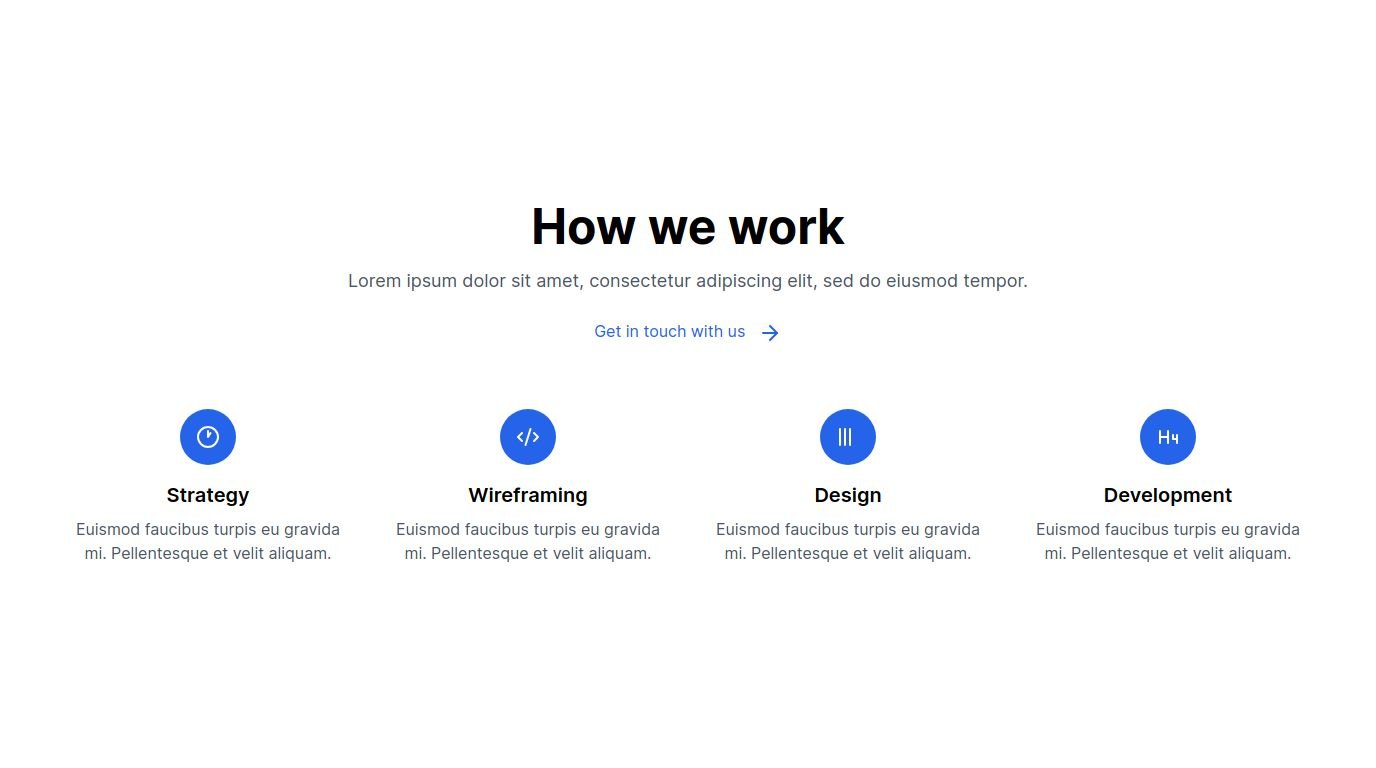 How we work
Lorem ipsum dolor sit amet, consectetur adipiscing elit, sed do eiusmod tempor.
Get in touch with us
H4
Strategy
Euismod faucibus turpis eu gravida
mi. Pellentesque et velit aliquam.
Wireframing
Euismod faucibus turpis eu gravida
mi. Pellentesque et velit aliquam.
Design
Euismod faucibus turpis eu gravida
mi. Pellentesque et velit aliquam.
Development
Euismod faucibus turpis eu gravida
mi. Pellentesque et velit aliquam.